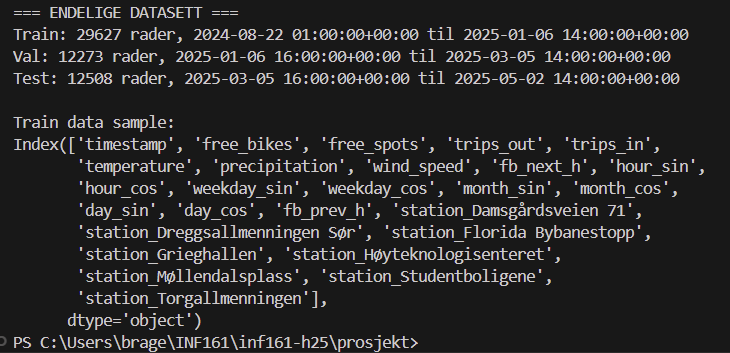 === ENDELIGE DATASETT ===
Train: 29627 rader, 2024-08-22 01:00:00+00:00 til 2025-01-06 14:00:00+00:00
Val: 12273 rader, 2025-01-06 16:00:00+00:00 til 2025-03-05 14:00:00+00:00
Test: 12508 rader, 2025-03-05 16:00:00+00:00 til 2025-05-02 14:00:00+00:00

Train data sample:
Index(['timestamp', 'free_bikes', 'free_spots', 'trips_out', 'trips_in',
       'temperature', 'precipitation', 'wind_speed', 'fb_next_h', 'hour_sin',
       'hour_cos', 'weekday_sin', 'weekday_cos', 'month_sin', 'month_cos',
       'day_sin', 'day_cos', 'fb_prev_h', 'station_Damsgårdsveien 71',
       'station_Dreggsallmenningen Sør', 'station_Florida Bybanestopp',
       'station_Grieghallen', 'station_Høyteknologisenteret',
       'station_Møllendalsplass', 'station_Studentboligene',
       'station_Torgallmenningen'],
      dtype='object')
PS C:\Users\brage\INF161\inf161-h25\prosjekt>